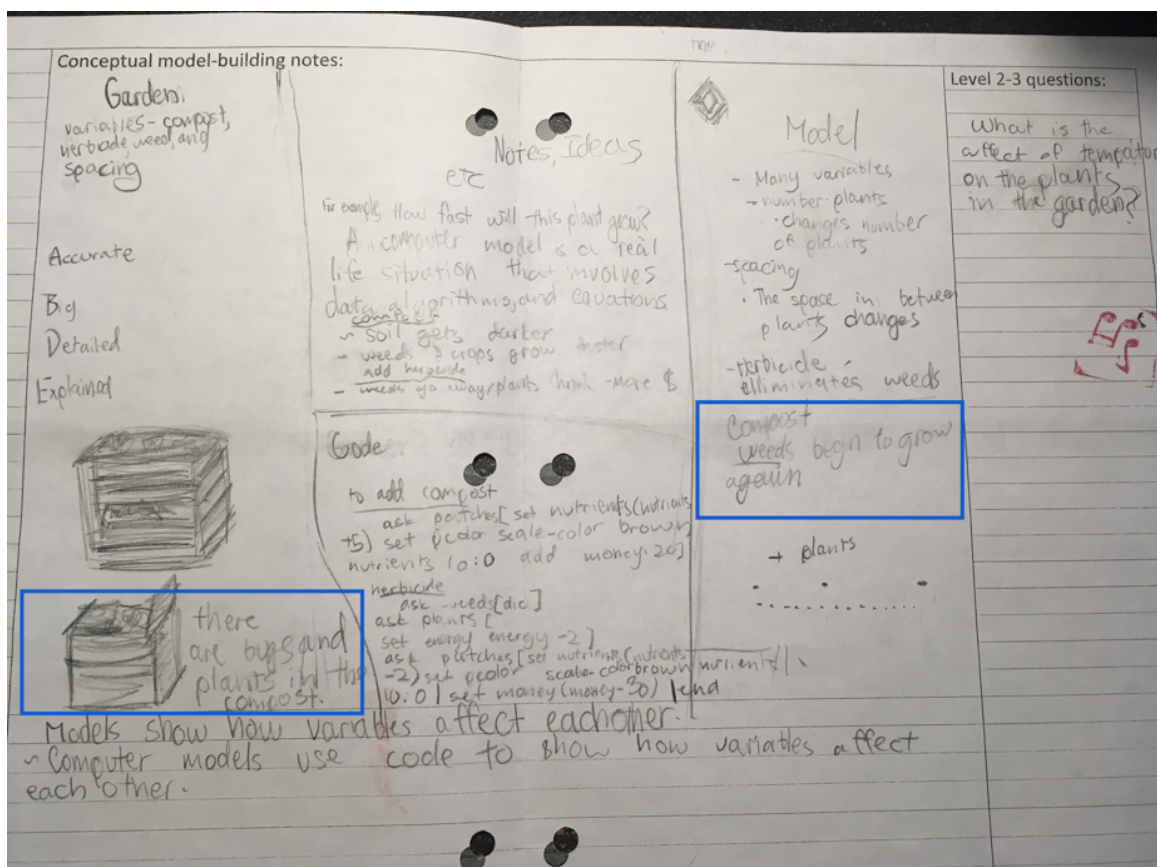 Conceptual model-building notes:
Garden:
variables- compost,
herbicide, weed, and
spacing
Accurate
Big
Detailed
Explained
there
are bugs and
plants in the
compost.
Notes, Ideas
etc
For example How fast will this plant grow?
A computer model is a real
life situation that involves
data, algorithms, and equations
compost
~ soil gets darker
- weeds & crops grow faster
add herbicide
- weeds go away/plants shrink -more $
Code
to add compost
ask patches[ set nutrients(nutrients
+5) set pcolor scale-color brown
nutrients 10:0 add money-20]
herbicide
ask weeds[die]
ask plants [
set energy energy -2]
ask patches[set nutrients(nutrients
-2) set pcolor scale-color brown nutrients
10:0] set money (money-30) end
Model
- Many variables
- number-plants
• changes number
of plants
-spacing
• The space in between
plants changes
-Herbicide
elliminates weeds
Compost
weeds begin to grow
again
+ plants
Level 2-3 questions:
What is the
affect of
on the plants
in the garden?
Models show how variables affect eachother.
~ Computer models use code to show how variables affect
each other.